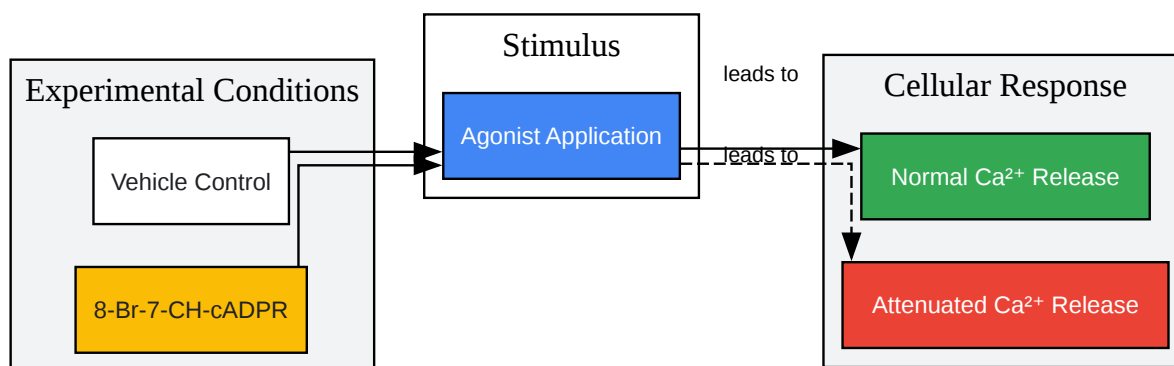 Experimental Conditions
Vehicle Control
8-Br-7-CH-cADPR
Stimulus
Agonist Application
leads to
leads to
Cellular Response
Normal Ca²⁺ Release
Attenuated Ca²⁺ Release